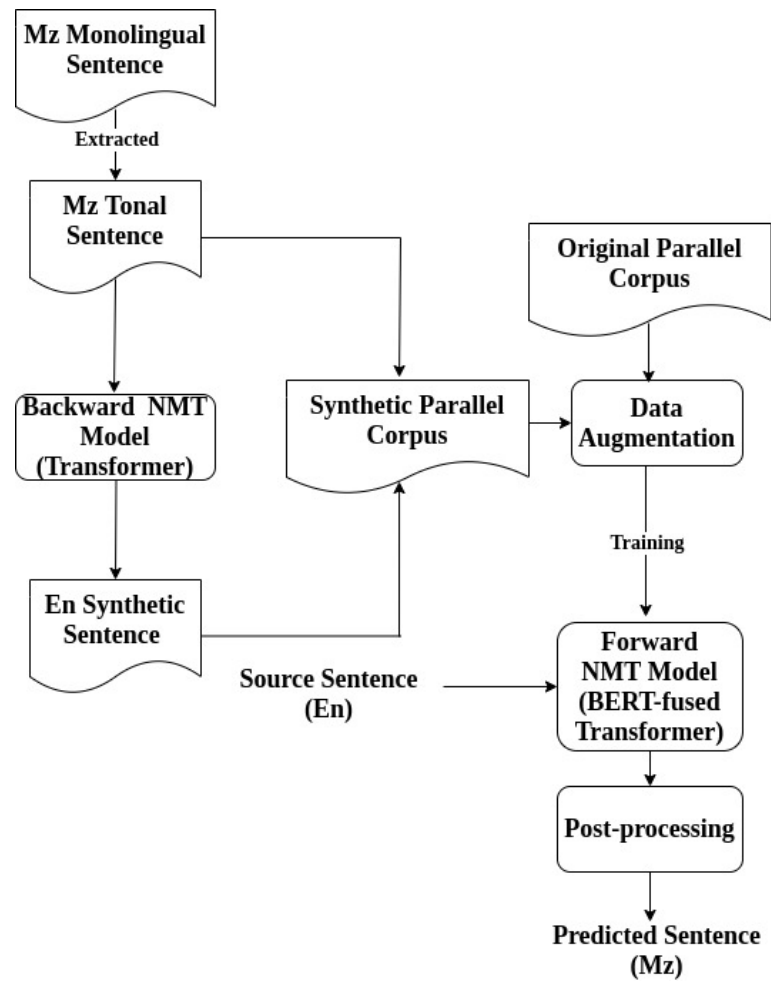 Mz Monolingual
Sentence
Extracted
Mz Tonal
Sentence
Original Parallel
Corpus
Backward NMT
Model
(Transformer)
Synthetic Parallel
Corpus
Data
Augmentation
Training
En Synthetic
Sentence
Source Sentence
(En)
Forward
NMT Model
(BERT-fused
Transformer)
Post-processing
Predicted Sentence
(Mz)